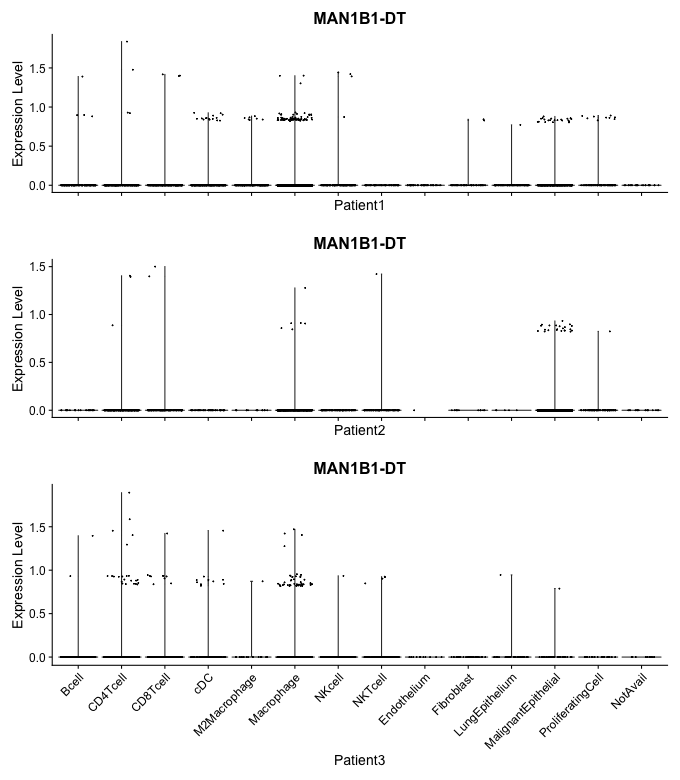 MAN1B1-DT
Expression Level
1.5
1.0
0.5
0.0
Patient1
MAN1B1-DT
Expression Level
1.5
1.0
0.5
0.0
Patient2
MAN1B1-DT
Expression Level
1.5
1.0
0.5
0.0
Bcell
CD4Tcell
CD8Tcell
cDC
M2Macrophage
Macrophage
NKcell
NKTcell
Endothelium
Fibroblast
LungEpithelium
MalignantEpithelial
ProliferatingCell
NotAvail
Patient3